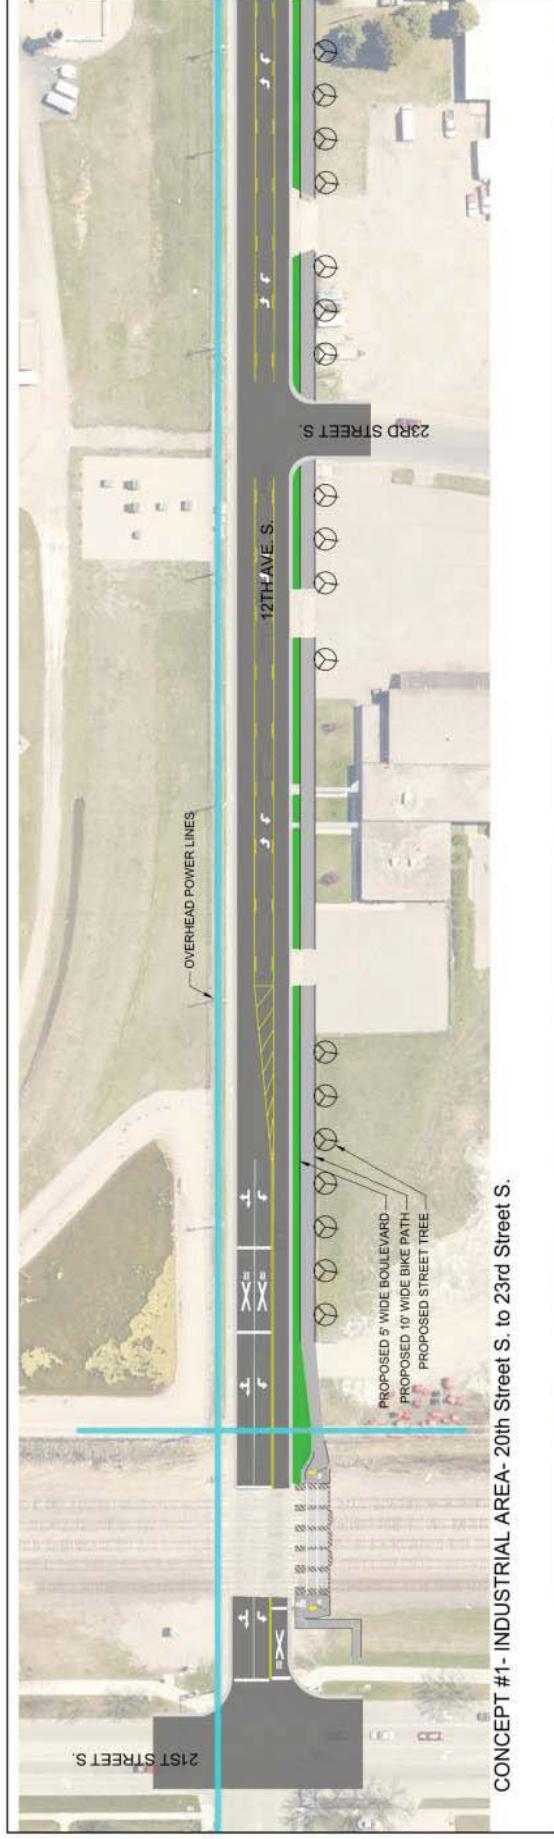 21ST STREET S.
OVERHEAD POWER LINES
12TH AVE. S.
23RD STREET S.
PROPOSED 5' WIDE BOULEVARD
PROPOSED 10' WIDE BIKE PATH
PROPOSED STREET TREE
CONCEPT #1- INDUSTRIAL AREA- 20th Street S. to 23rd Street S.